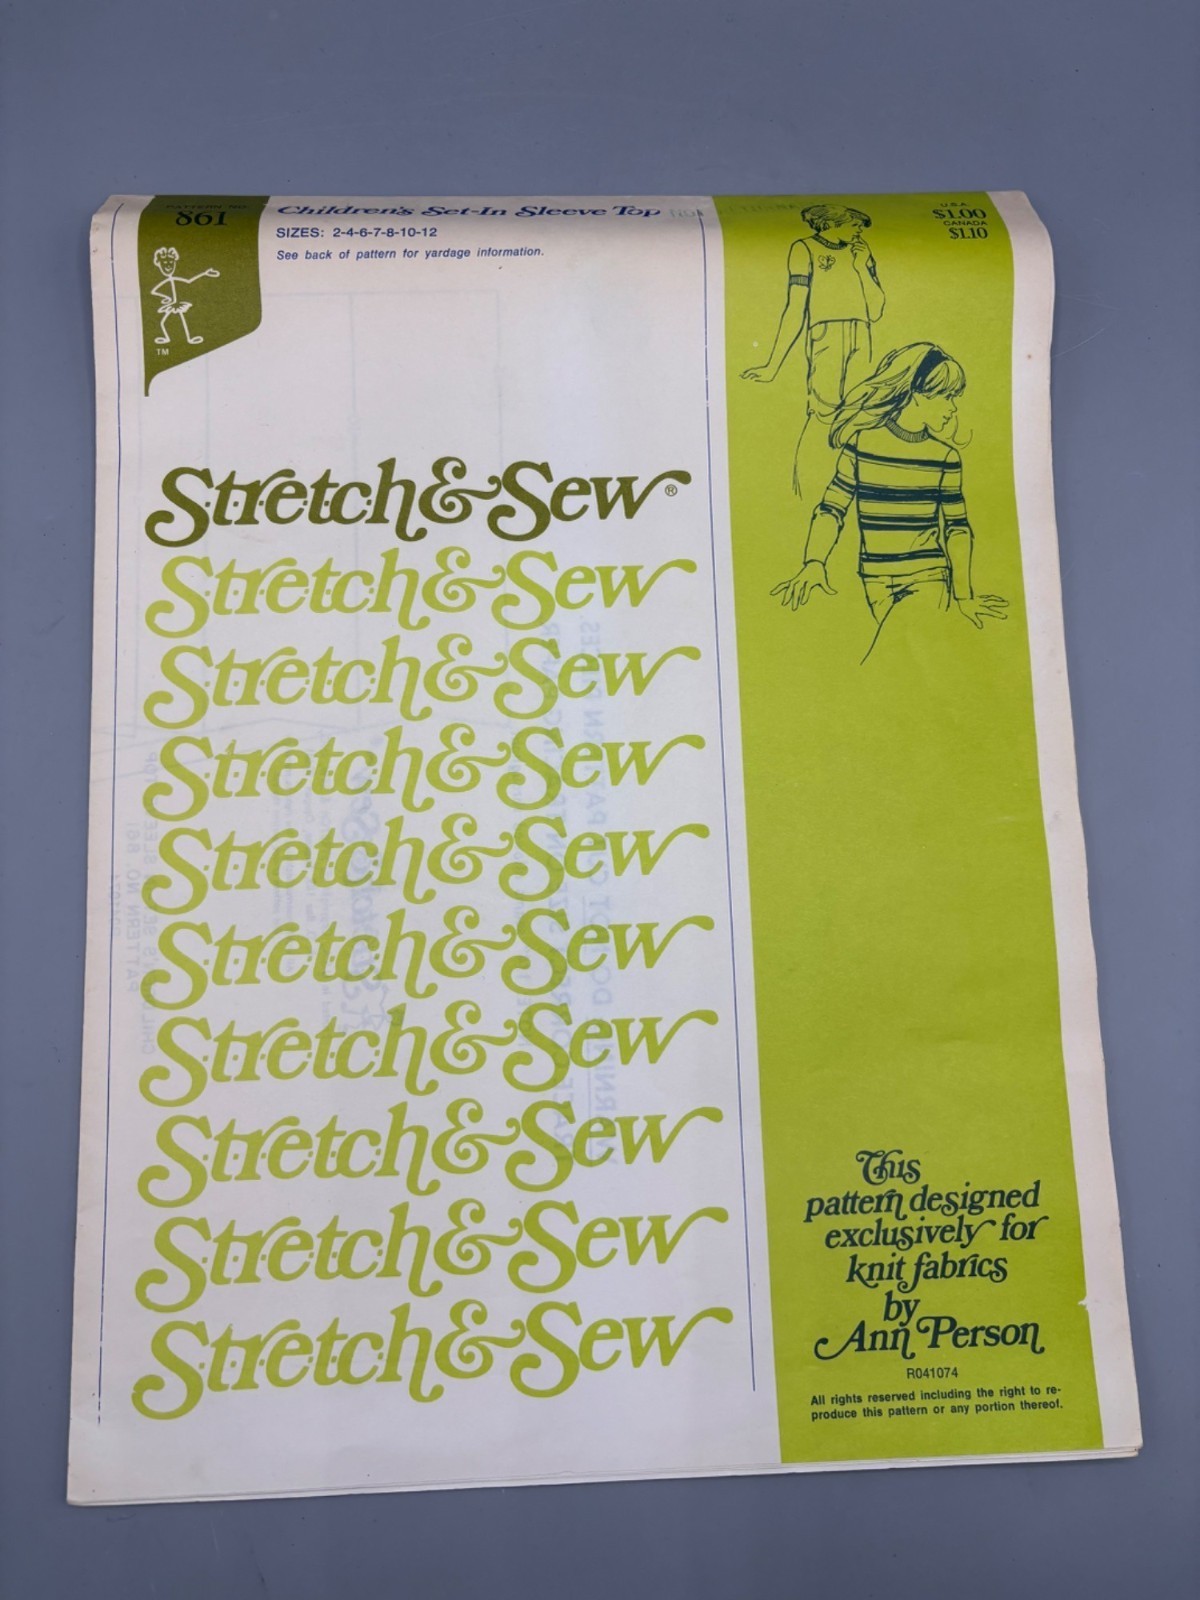 PATTERN NO.
861
Children's Set-In Sleeve Top
SIZES: 2-4-6-7-8-10-12
See back of pattern for yardage information.
TM
U.S.A.
$1.00
CANADA
$1.10
Stretch & Sew®
Stretch & Sew
Stretch & Sew
Stretch & Sew
Stretch & Sew
Stretch & Sew
Stretch & Sew
Stretch & Sew
Stretch & Sew
Stretch & Sew
This
pattern designed
exclusively for
knit fabrics
by
Ann Person
R041074
All rights reserved including the right to re-
produce this pattern or any portion thereof.